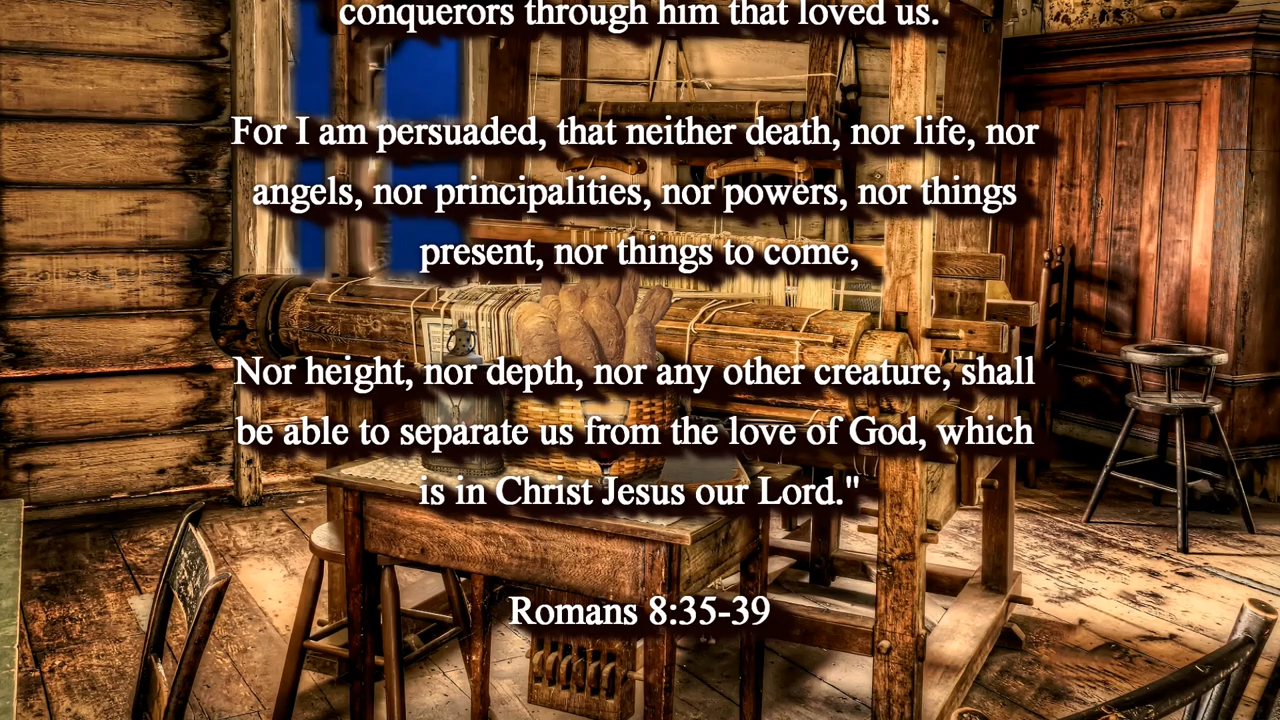 conquerors through him that loved us.
For I am persuaded, that neither death, nor life, nor
angels, nor principalities, nor powers, nor things
present, nor things to come,
Nor height, nor depth, nor any other creature, shall
be able to separate us from the love of God, which
is in Christ Jesus our Lord."
Romans 8:35-39